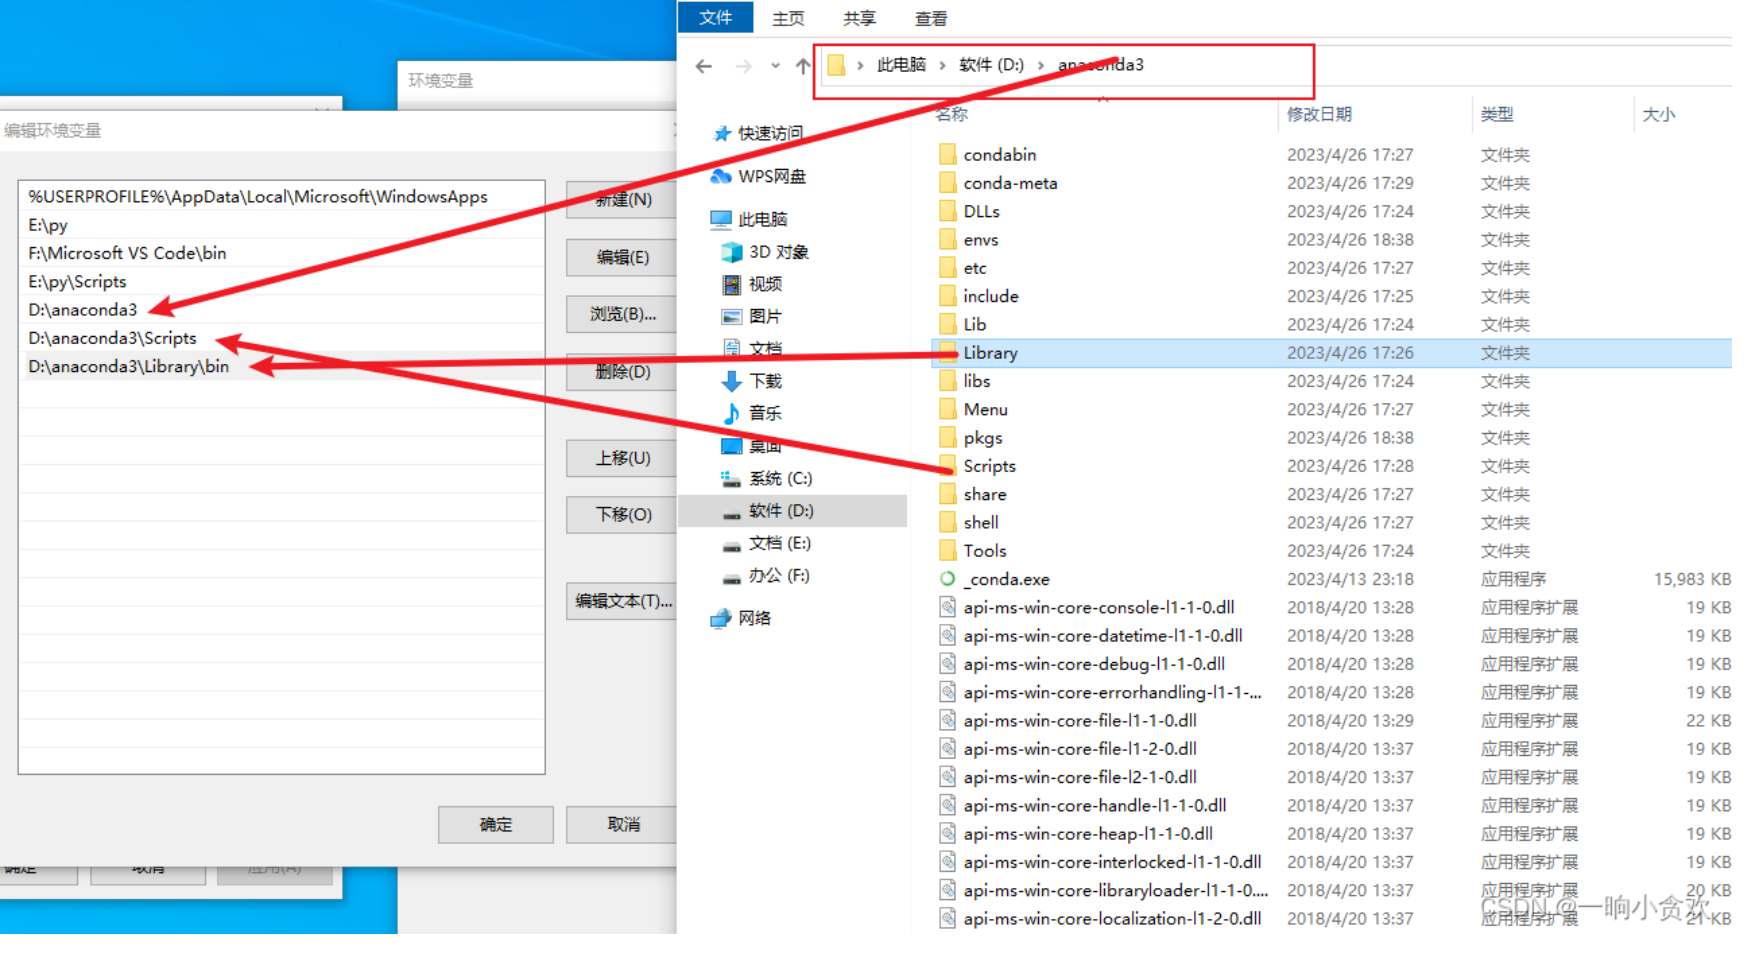 环境变量
编辑环境变量
%USERPROFILE%\AppData\Local\Microsoft\WindowsApps
E:\py
F:\Microsoft VS Code\bin
E:\py\Scripts
D:\anaconda3
D:\anaconda3\Scripts
D:\anaconda3\Library\bin
新建(N)
编辑(E)
浏览(B)...
删除(D)
上移(U)
下移(O)
编辑文本(T)...
确定
取消
确定
取消
应用(A)
文件 主页 共享 查看
此电脑 › 软件 (D:) › anaconda3
快速访问
WPS网盘
此电脑
3D 对象
视频
图片
文档
下载
音乐
桌面
系统 (C:)
软件 (D:)
文档 (E:)
办公 (F:)
网络
名称 修改日期 类型 大小
condabin 2023/4/26 17:27 文件夹
conda-meta 2023/4/26 17:29 文件夹
DLLs 2023/4/26 17:24 文件夹
envs 2023/4/26 18:38 文件夹
etc 2023/4/26 17:27 文件夹
include 2023/4/26 17:25 文件夹
Lib 2023/4/26 17:24 文件夹
Library 2023/4/26 17:26 文件夹
libs 2023/4/26 17:24 文件夹
Menu 2023/4/26 17:27 文件夹
pkgs 2023/4/26 18:38 文件夹
Scripts 2023/4/26 17:28 文件夹
share 2023/4/26 17:27 文件夹
shell 2023/4/26 17:27 文件夹
Tools 2023/4/26 17:24 文件夹
_conda.exe 2023/4/13 23:18 应用程序 15,983 KB
api-ms-win-core-console-l1-1-0.dll 2018/4/20 13:28 应用程序扩展 19 KB
api-ms-win-core-datetime-l1-1-0.dll 2018/4/20 13:28 应用程序扩展 19 KB
api-ms-win-core-debug-l1-1-0.dll 2018/4/20 13:28 应用程序扩展 19 KB
api-ms-win-core-errorhandling-l1-1-... 2018/4/20 13:28 应用程序扩展 19 KB
api-ms-win-core-file-l1-1-0.dll 2018/4/20 13:29 应用程序扩展 22 KB
api-ms-win-core-file-l1-2-0.dll 2018/4/20 13:37 应用程序扩展 19 KB
api-ms-win-core-file-l2-1-0.dll 2018/4/20 13:37 应用程序扩展 19 KB
api-ms-win-core-handle-l1-1-0.dll 2018/4/20 13:37 应用程序扩展 19 KB
api-ms-win-core-heap-l1-1-0.dll 2018/4/20 13:37 应用程序扩展 19 KB
api-ms-win-core-interlocked-l1-1-0.dll 2018/4/20 13:37 应用程序扩展 19 KB
api-ms-win-core-libraryloader-l1-1-0.... 2018/4/20 13:37 应用程序扩展 20 KB
api-ms-win-core-localization-l1-2-0.dll 2018/4/20 13:37 应用程序扩展 21 KB
CSDN @一晌小贪欢